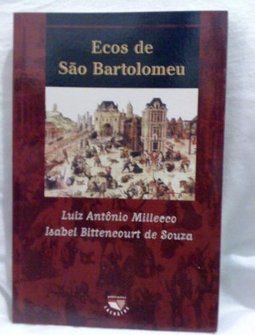 Ecos de
São Bartolomeu
Luiz Antônio Millecco
Isabel Bittencourt de Souza